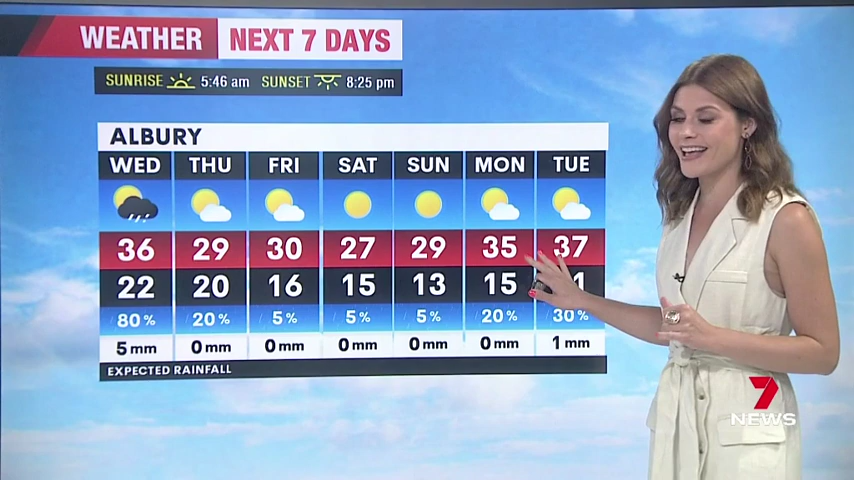 WEATHER NEXT 7 DAYS
SUNRISE 5:46 am SUNSET 8:25 pm
ALBURY
WED THU FRI SAT SUN MON TUE
36 29 30 27 29 35 37
22 20 16 15 13 15
80% 20% 5% 5% 5% 20% 30%
5mm 0mm 0mm 0mm 0mm 0mm 1mm
EXPECTED RAINFALL
7
NEWS